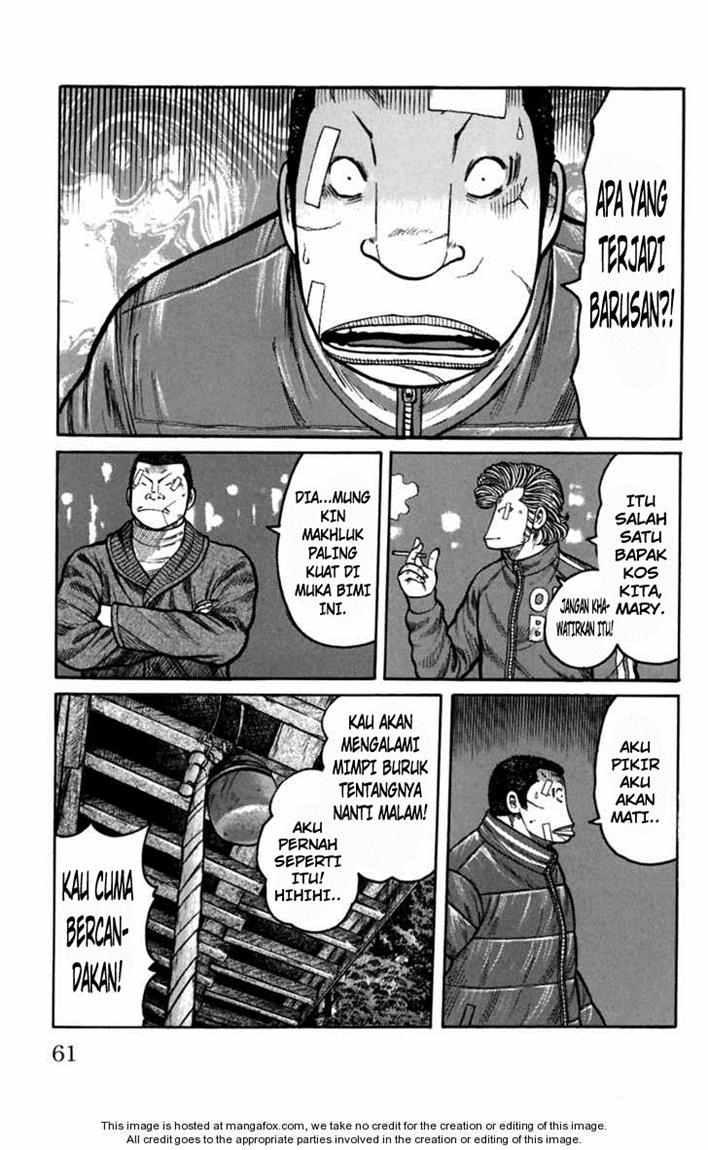 APA YANG
TERJADI
BARUSAN?!
ITU
SALAH
SATU
BAPAK
KOS
KITA,
MARY.
JANGAN KHA-
WATIRKAN ITU!
O
B
DIA...MUNG
KIN
MAKHLUK
PALING
KUAT DI
MUKA BIMI
INI.
AKU
PIKIR
AKU
AKAN
MATI..
KAU AKAN
MENGALAMI
MIMPI BURUK
TENTANGNYA
NANTI MALAM!
AKU
PERNAH
SEPERTI
ITU!
HIHIHI..
KAU CUMA
BERCAN-
DAKAN!
61
This image is hosted at mangafox.com, we take no credit for the creation or editing of this image.
All credit goes to the appropriate parties involved in the creation or editing of this image.